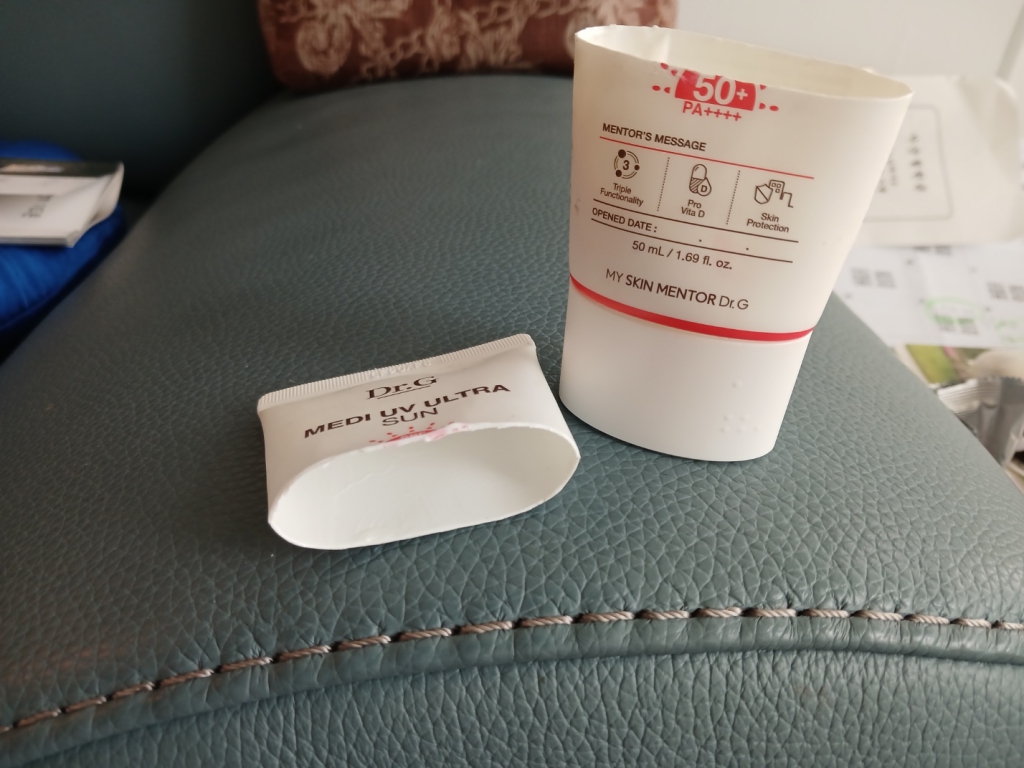 Dr.G
MEDI UV ULTRA
SUN
50+
PA++++
MENTOR'S MESSAGE
3
Triple
Functionality
D
Pro
Vita D
Skin
Protection
OPENED DATE : . .
50 mL / 1.69 fl. oz.
MY SKIN MENTOR Dr.G